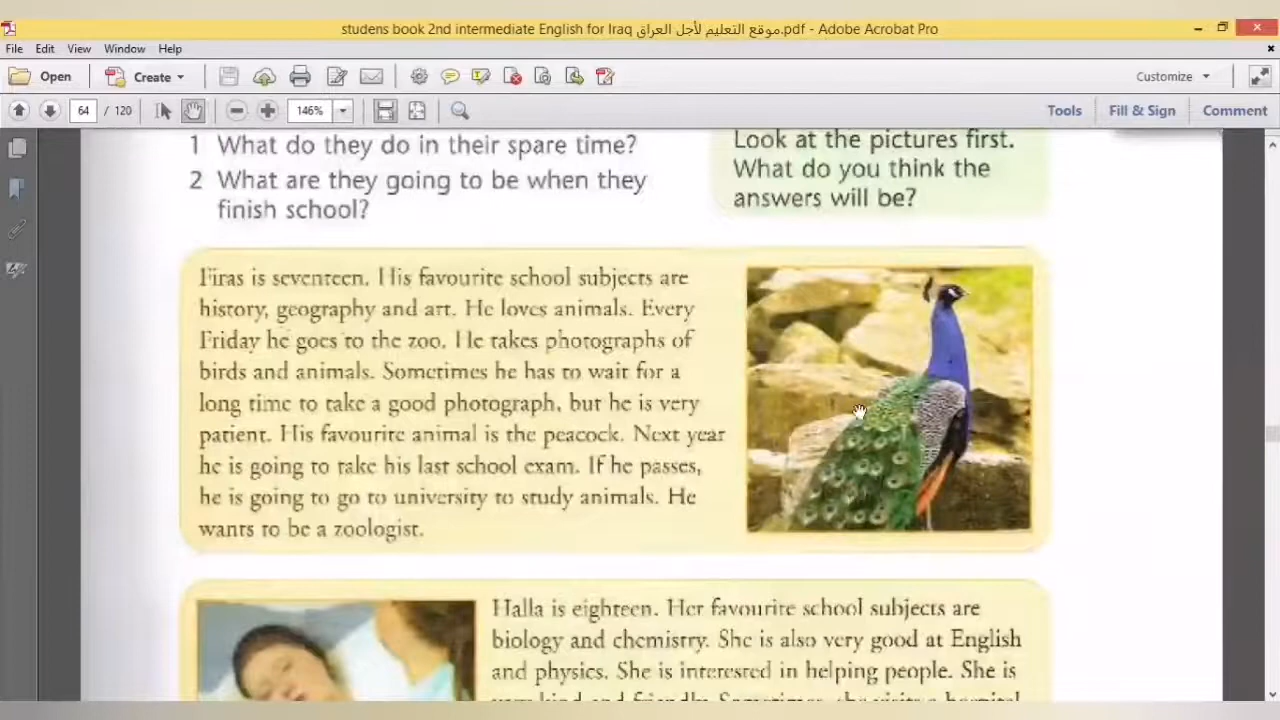 studens book 2nd intermediate English for Iraq موقع التعليم لأجل العراق.pdf - Adobe Acrobat Pro
File Edit View Window Help
Open Create Customize
64 / 120 146% Tools Fill & Sign Comment
1 What do they do in their spare time?
2 What are they going to be when they
finish school?
Look at the pictures first.
What do you think the
answers will be?
Firas is seventeen. His favourite school subjects are
history, geography and art. He loves animals. Every
Friday he goes to the zoo. He takes photographs of
birds and animals. Sometimes he has to wait for a
long time to take a good photograph, but he is very
patient. His favourite animal is the peacock. Next year
he is going to take his last school exam. If he passes,
he is going to go to university to study animals. He
wants to be a zoologist.
Halla is eighteen. Her favourite school subjects are
biology and chemistry. She is also very good at English
and physics. She is interested in helping people. She is
very kind and friendly. Sometimes, she visits a hospital